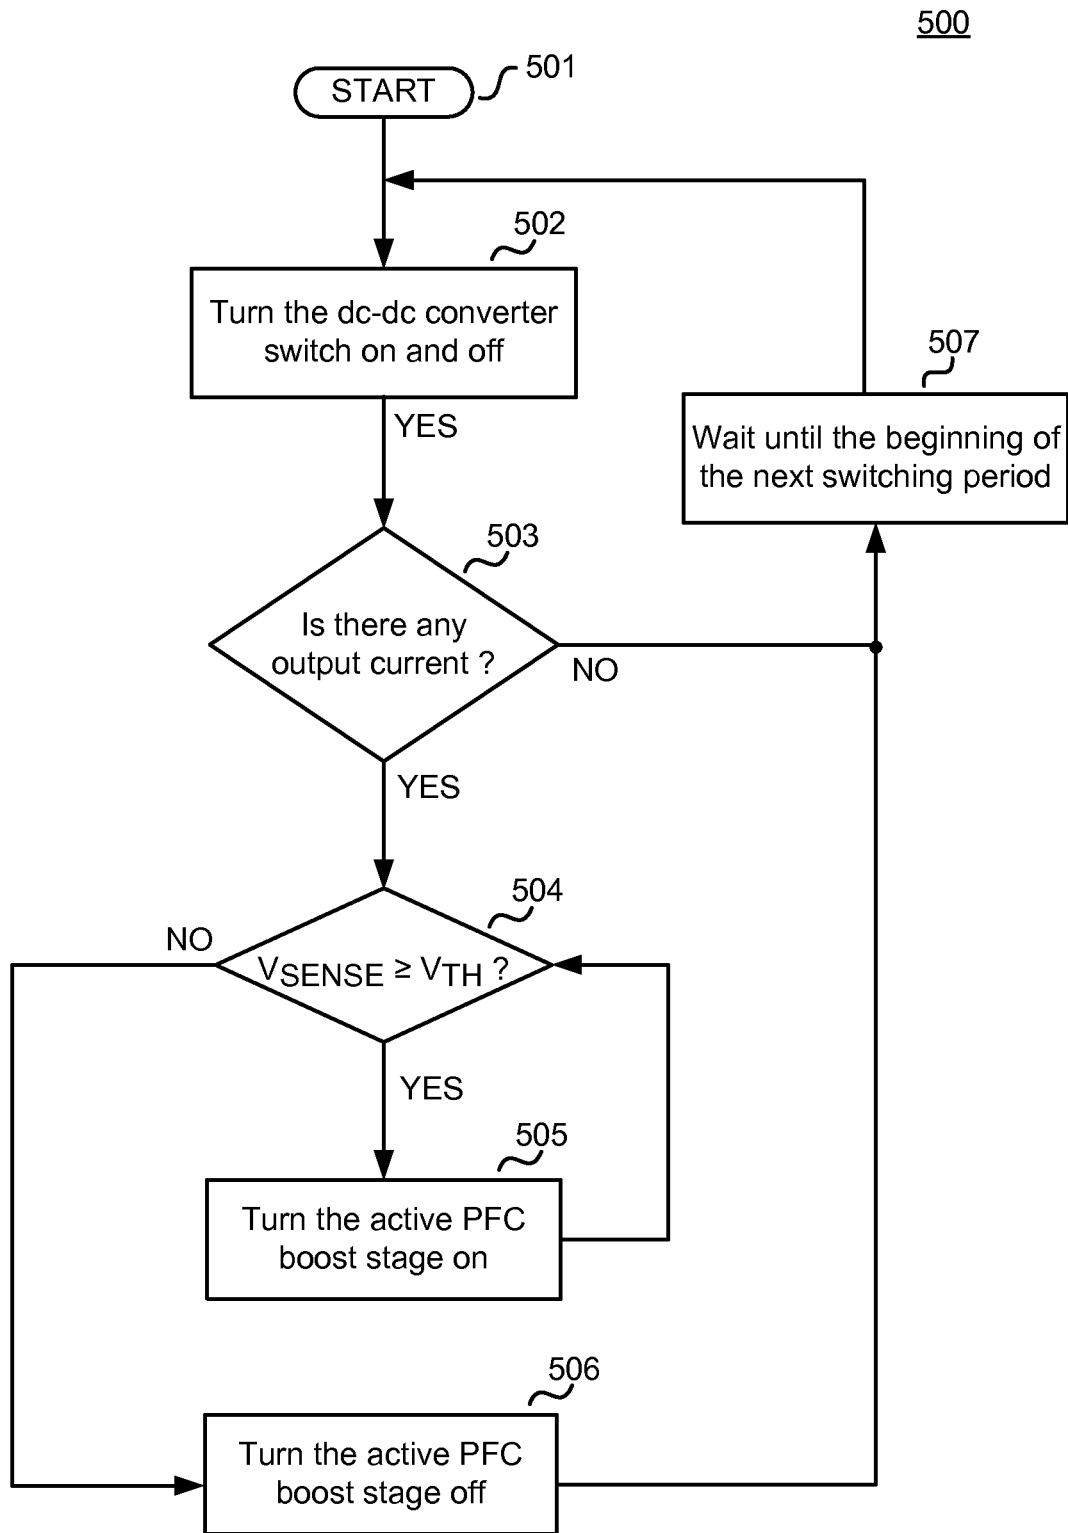 500
START
501
502
Turn the dc-dc converter
switch on and off
YES
507
Wait until the beginning of
the next switching period
503
Is there any
output current ?
NO
YES
504
NO
VSENSE ≥ VTH ?
YES
505
Turn the active PFC
boost stage on
506
Turn the active PFC
boost stage off